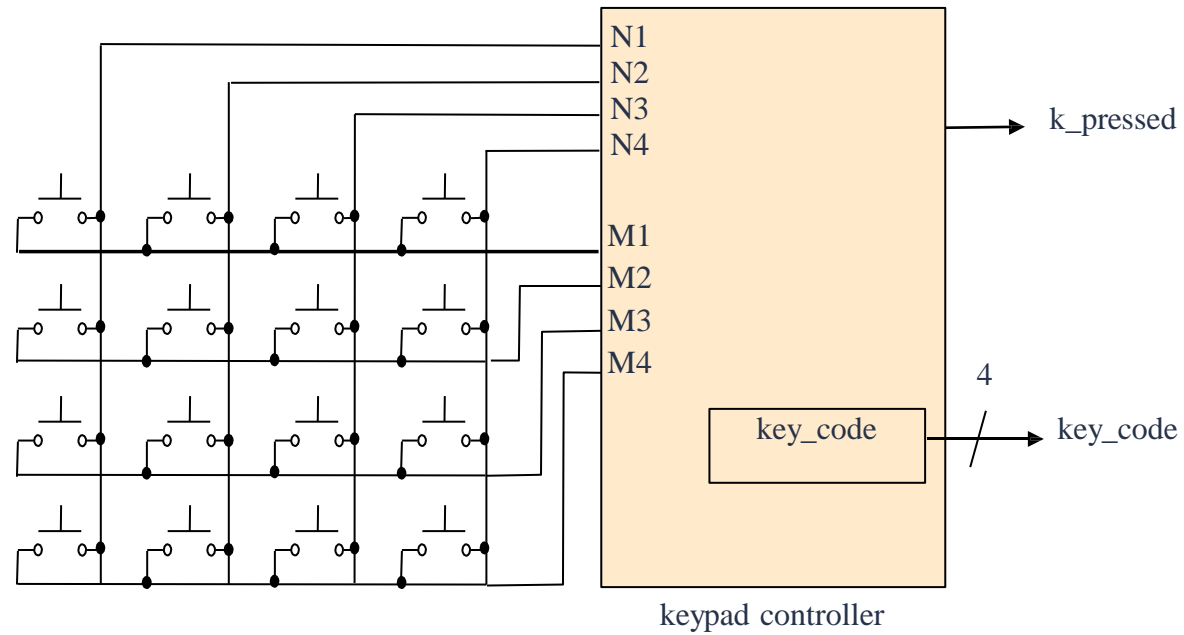 N1
N2
N3
N4
k_pressed
M1
M2
M3
M4
4
key_code
key_code
keypad controller